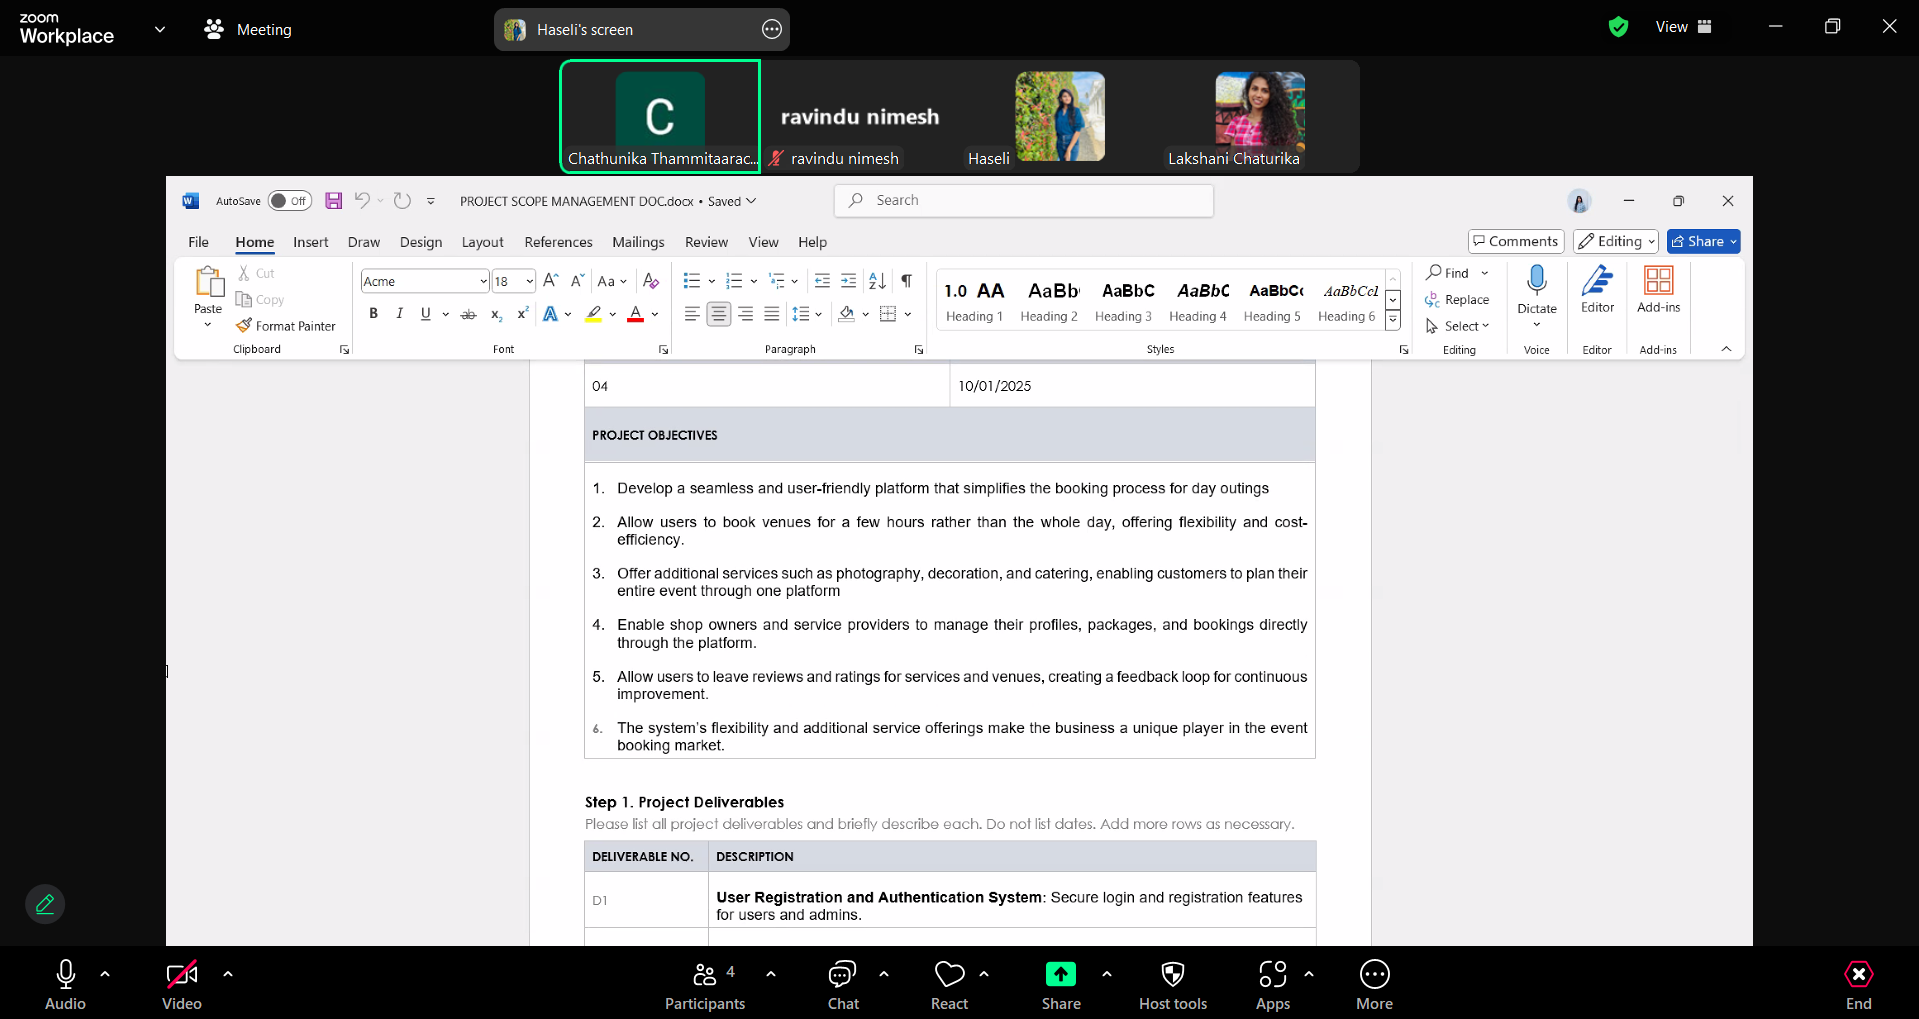 zoom
Workplace
Meeting
Haseli's screen
View
C
Chathunika Thammitaarac...
ravindu nimesh
ravindu nimesh
Haseli
Lakshani Chaturika
W
AutoSave
Off
PROJECT SCOPE MANAGEMENT DOC.docx • Saved
Search
File
Home
Insert
Draw
Design
Layout
References
Mailings
Review
View
Help
Comments
Editing
Share
Paste
Cut
Copy
Format Painter
Clipboard
Acme
18
Aa
B I U ab x₂ x² A A
Font
Paragraph
1.0 AA
Heading 1
AaBb
Heading 2
AaBbC
Heading 3
AaBbC
Heading 4
AaBbCc
Heading 5
AaBbCcI
Heading 6
Styles
Find
Replace
Select
Editing
Dictate
Voice
Editor
Editor
Add-ins
Add-ins
04
10/01/2025
PROJECT OBJECTIVES
1. Develop a seamless and user-friendly platform that simplifies the booking process for day outings
2. Allow users to book venues for a few hours rather than the whole day, offering flexibility and cost-
efficiency.
3. Offer additional services such as photography, decoration, and catering, enabling customers to plan their
entire event through one platform
4. Enable shop owners and service providers to manage their profiles, packages, and bookings directly
through the platform.
5. Allow users to leave reviews and ratings for services and venues, creating a feedback loop for continuous
improvement.
6. The system's flexibility and additional service offerings make the business a unique player in the event
booking market.
Step 1. Project Deliverables
Please list all project deliverables and briefly describe each. Do not list dates. Add more rows as necessary.
DELIVERABLE NO.
DESCRIPTION
D1
User Registration and Authentication System: Secure login and registration features
for users and admins.
Audio
Video
Participants
4
Chat
React
Share
Host tools
Apps
More
End